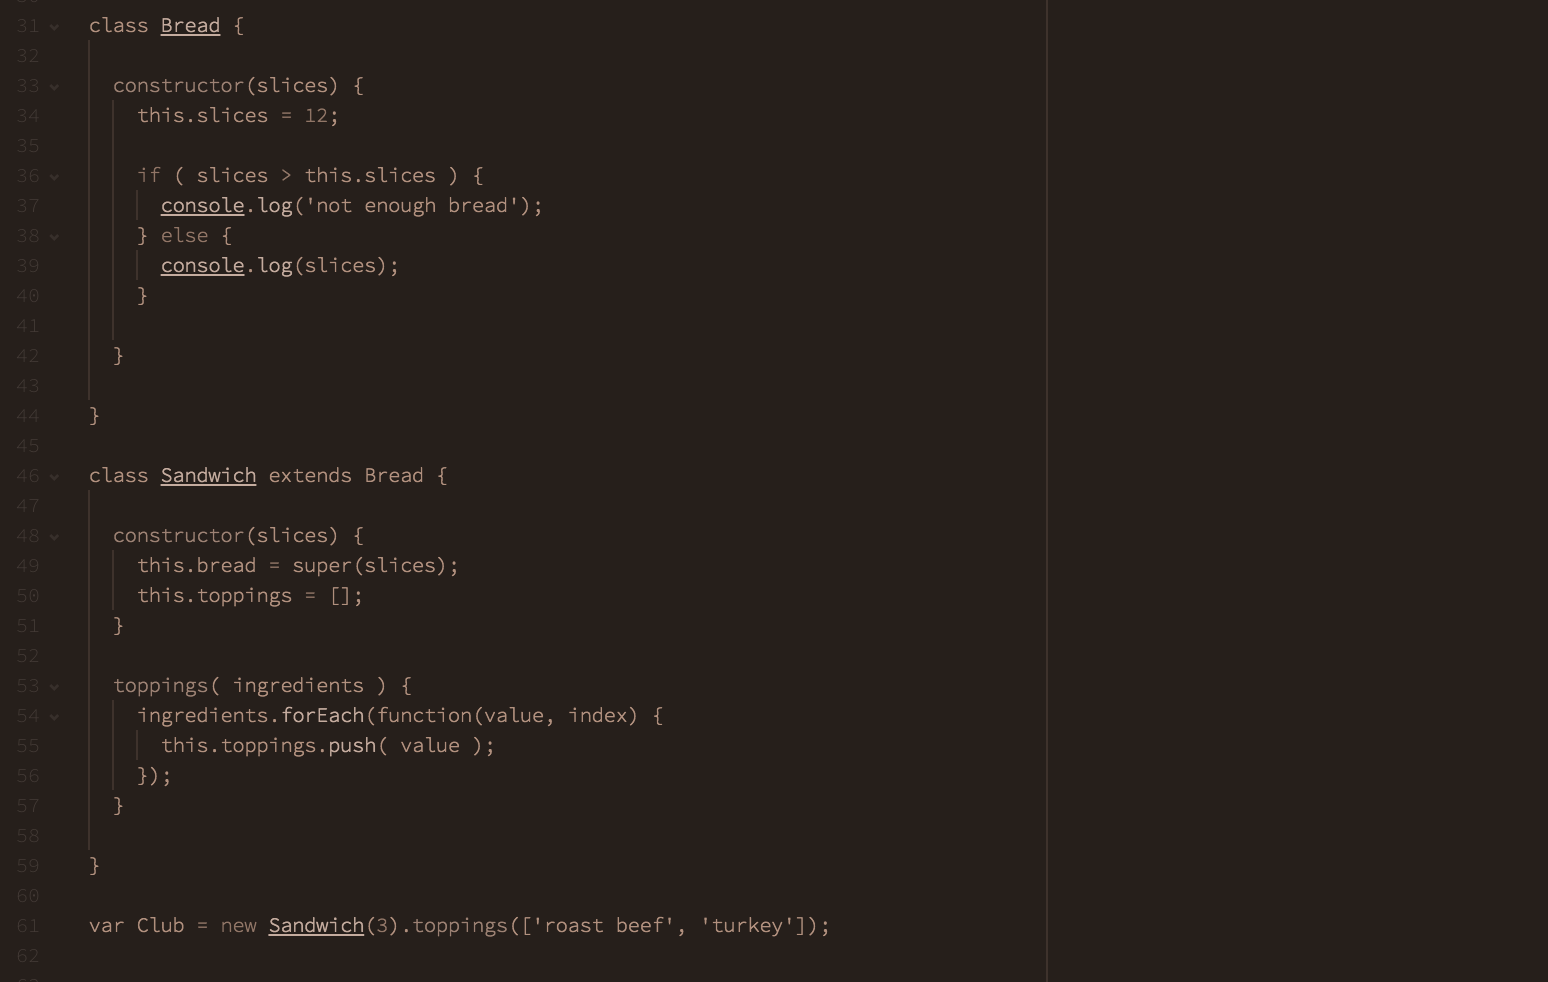 31 class Bread {
32
33 constructor(slices) {
34 this.slices = 12;
35
36 if ( slices > this.slices ) {
37 console.log('not enough bread');
38 } else {
39 console.log(slices);
40 }
41
42 }
43
44 }
45
46 class Sandwich extends Bread {
47
48 constructor(slices) {
49 this.bread = super(slices);
50 this.toppings = [];
51 }
52
53 toppings( ingredients ) {
54 ingredients.forEach(function(value, index) {
55 this.toppings.push( value );
56 });
57 }
58
59 }
60
61 var Club = new Sandwich(3).toppings(['roast beef', 'turkey']);
62